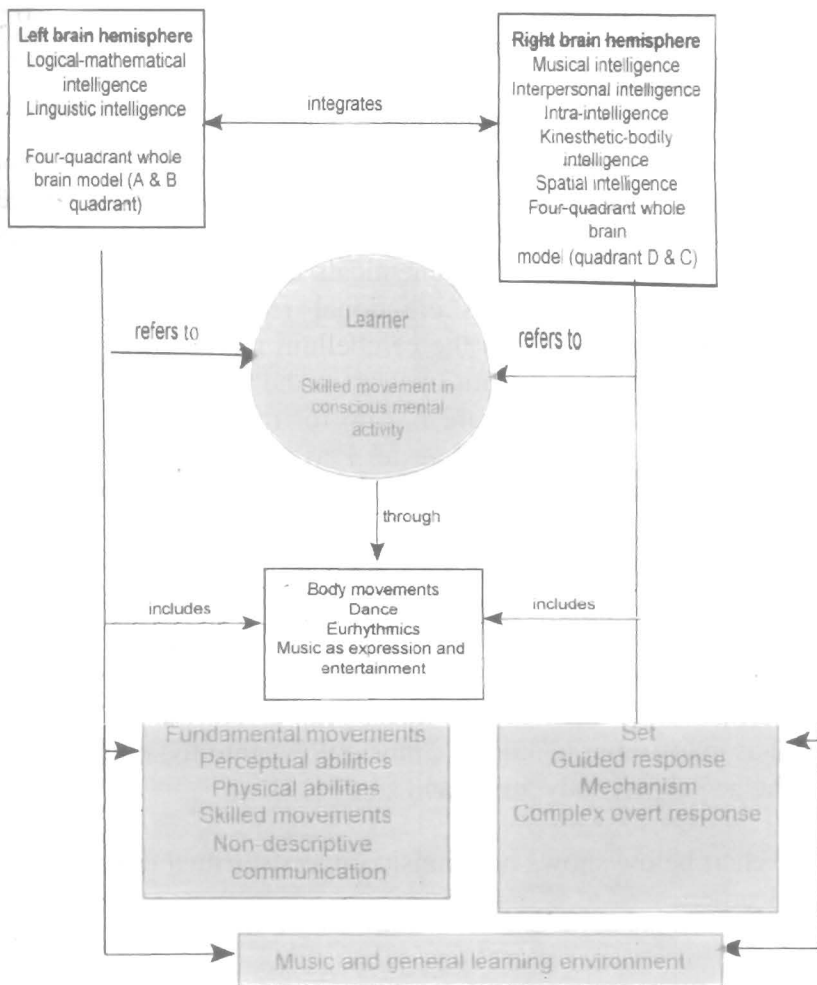 Left brain hemisphere
Logical-mathematical
intelligence
Linguistic intelligence
Four-quadrant whole
brain model (A & B
quadrant)
integrates
Right brain hemisphere
Musical intelligence
Interpersonal intelligence
Intra-intelligence
Kinesthetic-bodily
intelligence
Spatial intelligence
Four-quadrant whole
brain
model (quadrant D & C)
refers to
Learner
Skilled movement in
conscious mental
activity
refers to
through
includes
Body movements
Dance
Eurhythmics
Music as expression and
entertainment
includes
Fundamental movements
Perceptual abilities
Physical abilities
Skilled movements
Non-descriptive
communication
Set
Guided response
Mechanism
Complex overt response
Music and general learning environment